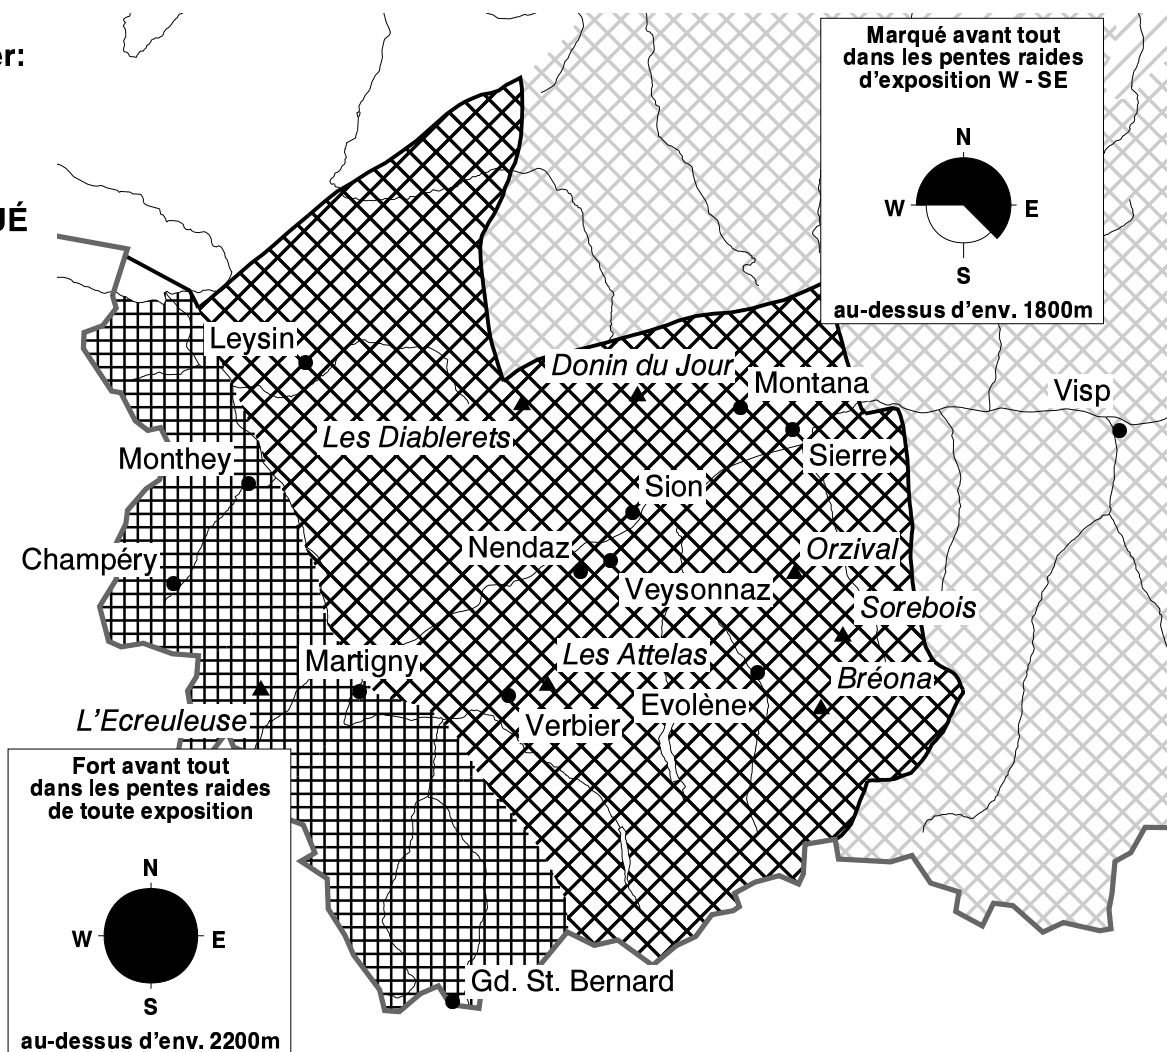 er:
UÉ
Marqué avant tout
dans les pentes raides
d'exposition W - SE
N
W
E
S
au-dessus d'env. 1800m
Leysin
Donin du Jour
Montana
Visp
Les Diablerets
Sierre
Monthey
Sion
Nendaz
Orzival
Champéry
Veysonnaz
Sorebois
Martigny
Les Attelas
Bréona
Evolène
L'Ecreuleuse
Verbier
Fort avant tout
dans les pentes raides
de toute exposition
N
W
E
S
Gd. St. Bernard
au-dessus d'env. 2200m